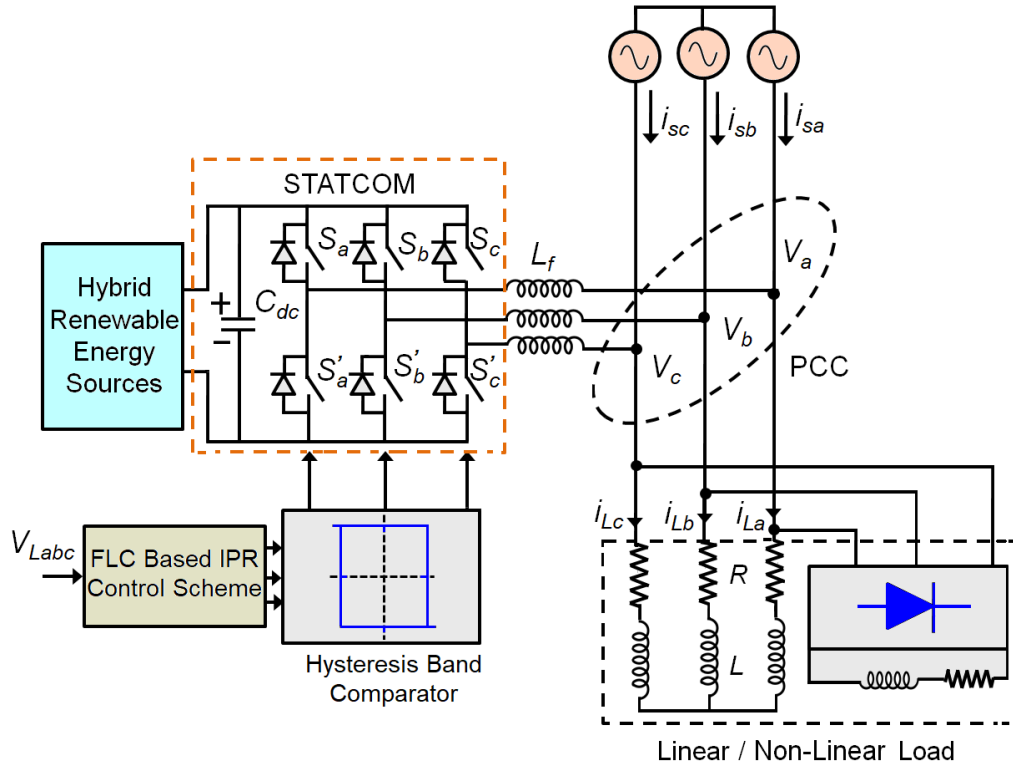 i_sc
i_sb
i_sa
STATCOM
S_a
S_b
S_c
L_f
V_a
Hybrid
Renewable
Energy
Sources
+
C_dc
−
V_b
V_c
PCC
S'_a
S'_b
S'_c
i_Lc
i_Lb
i_La
V_Labc
FLC Based IPR
Control Scheme
R
L
Hysteresis Band
Comparator
Linear / Non-Linear Load